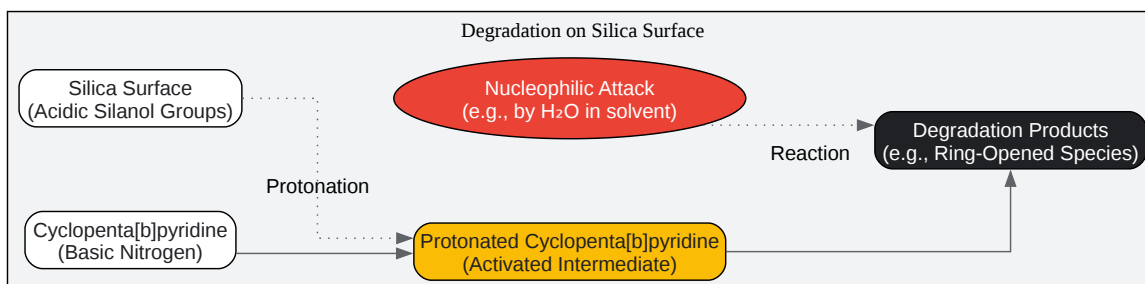 Degradation on Silica Surface
Silica Surface
(Acidic Silanol Groups)
Nucleophilic Attack
(e.g., by H₂O in solvent)
Degradation Products
(e.g., Ring-Opened Species)
Reaction
Protonation
Cyclopenta[b]pyridine
(Basic Nitrogen)
Protonated Cyclopenta[b]pyridine
(Activated Intermediate)